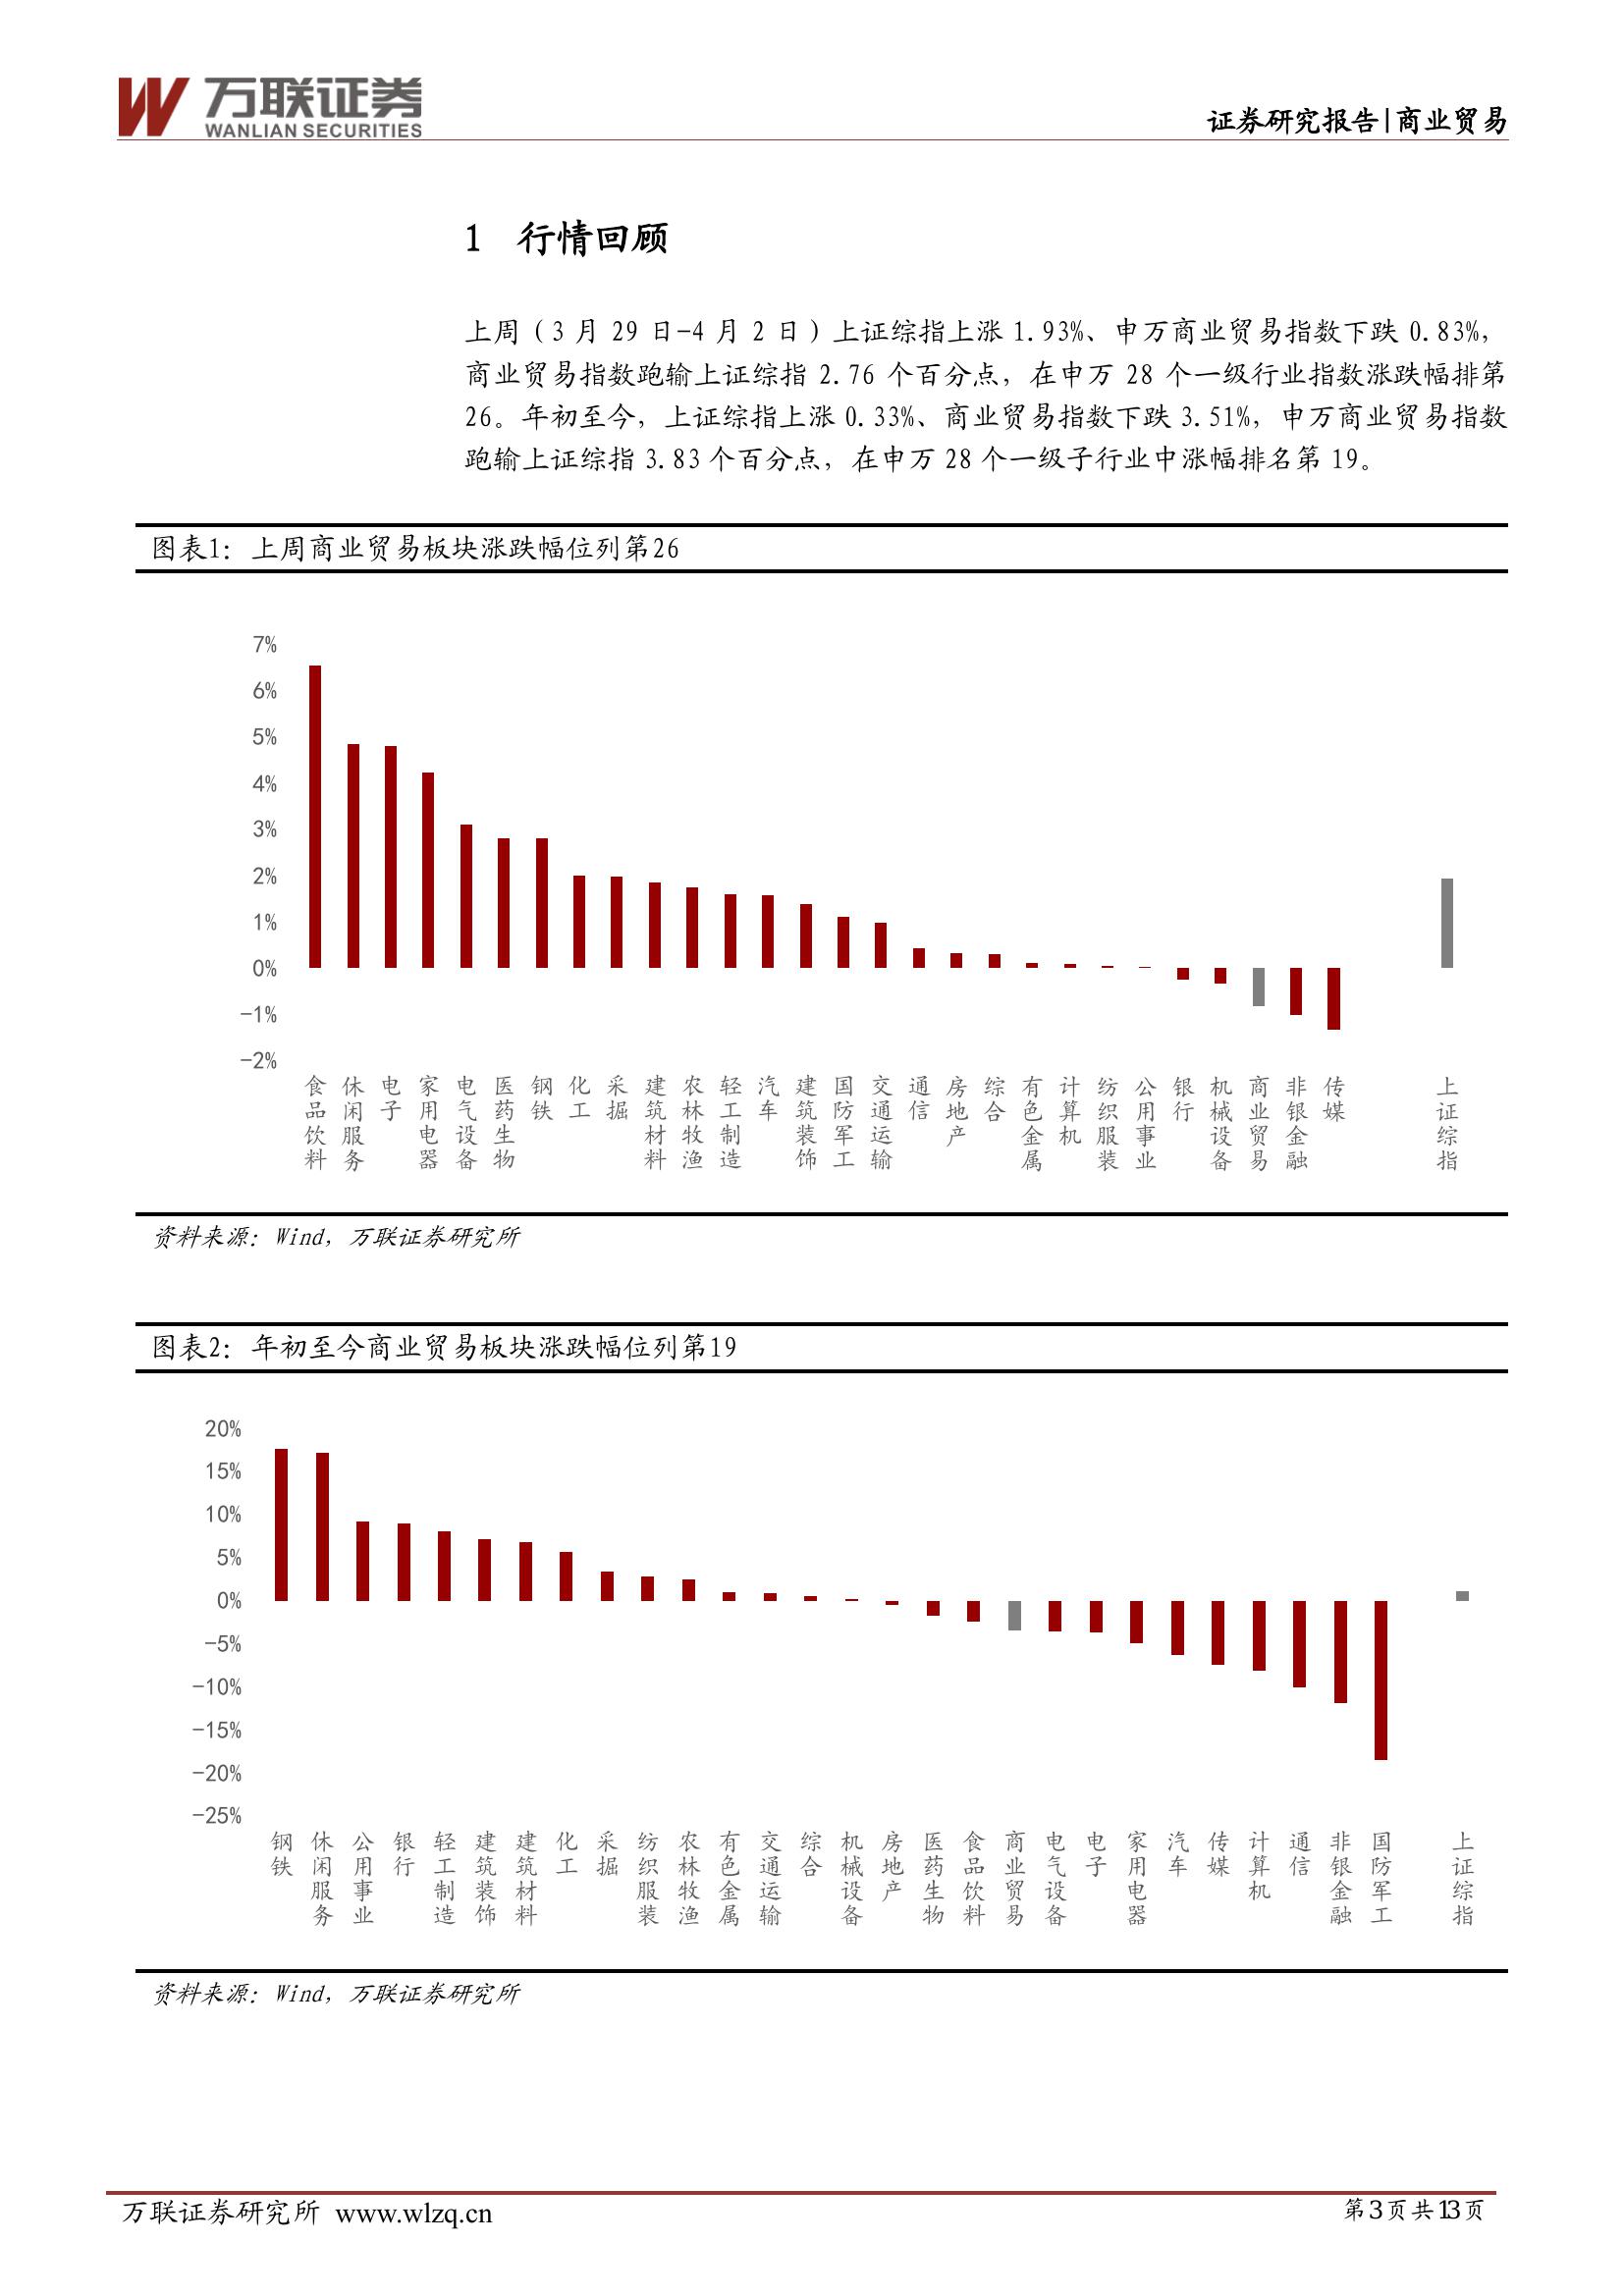 万联证券
WANLIAN SECURITIES
证券研究报告|商业贸易
1 行情回顾
上周（3 月 29 日-4 月 2 日）上证综指上涨 1.93%、申万商业贸易指数下跌 0.83%，
商业贸易指数跑输上证综指 2.76 个百分点，在申万 28 个一级行业指数涨跌幅排第
26。年初至今，上证综指上涨 0.33%、商业贸易指数下跌 3.51%，申万商业贸易指数
跑输上证综指 3.83 个百分点，在申万 28 个一级子行业中涨幅排名第 19。
图表1：上周商业贸易板块涨跌幅位列第26
7%
6%
5%
4%
3%
2%
1%
0%
-1%
-2%
食品饮料
休闲服务
电子
家用电器
电气设备
医药生物
钢铁
化工
采掘
建筑材料
农林牧渔
轻工制造
汽车
建筑装饰
国防军工
交通运输
通信
房地产
综合
有色金属
计算机
纺织服装
公用事业
银行
机械设备
商业贸易
非银金融
传媒
上证综指
资料来源：Wind，万联证券研究所
图表2：年初至今商业贸易板块涨跌幅位列第19
20%
15%
10%
5%
0%
-5%
-10%
-15%
-20%
-25%
钢铁
休闲服务
公用事业
银行
轻工制造
建筑装饰
建筑材料
化工
采掘
纺织服装
农林牧渔
有色金属
交通运输
综合
机械设备
房地产
医药生物
食品饮料
商业贸易
电气设备
电子
家用电器
汽车
传媒
计算机
通信
非银金融
国防军工
上证综指
资料来源：Wind，万联证券研究所
万联证券研究所 www.wlzq.cn
第3页共13页